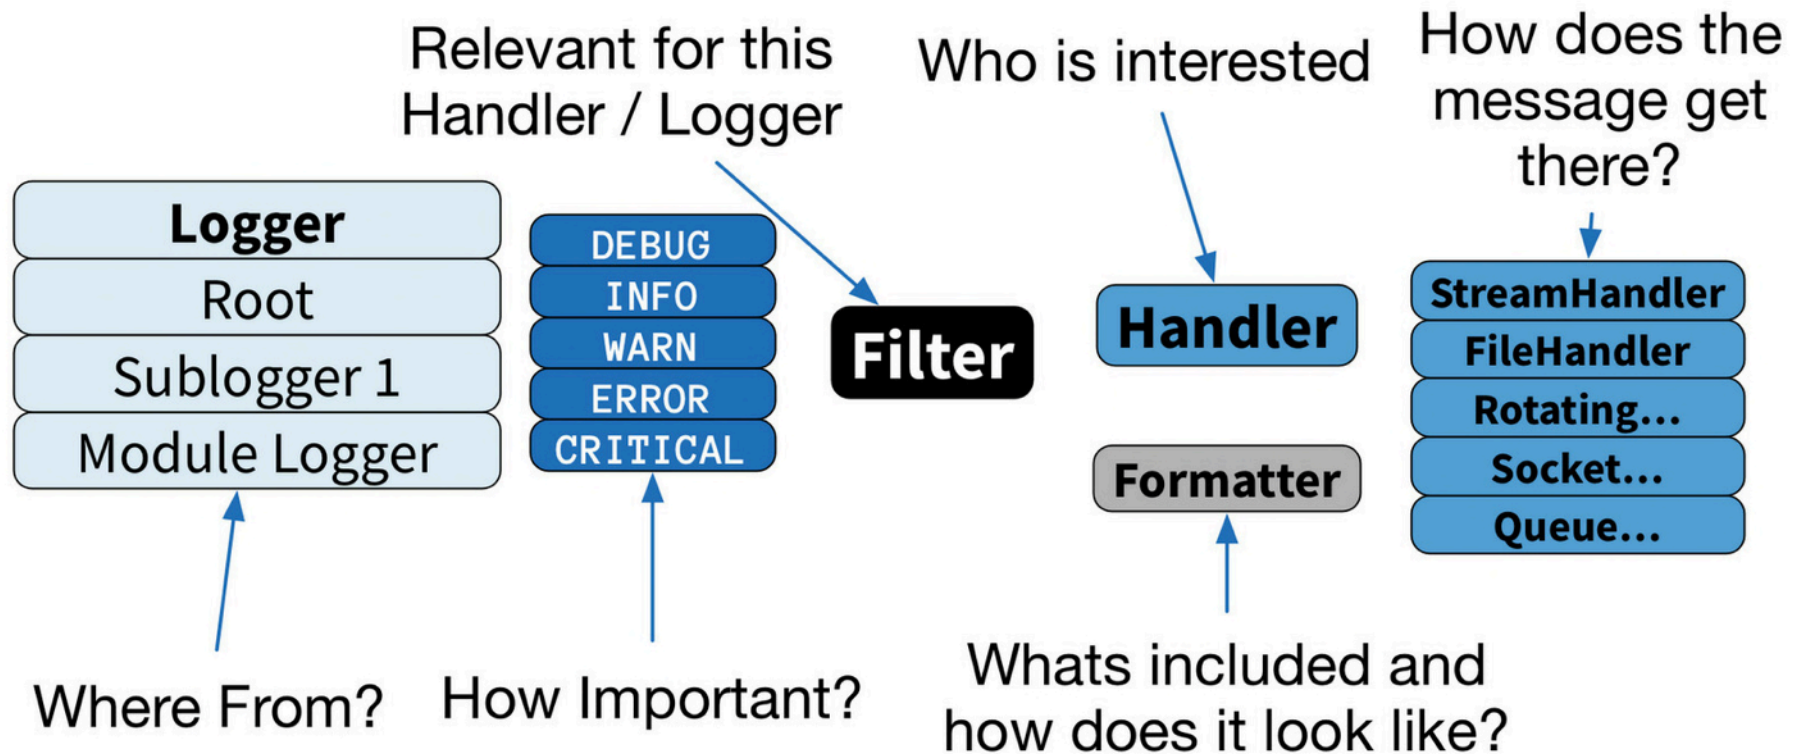 Relevant for this
Handler / Logger
Who is interested
How does the
message get
there?
Logger
Root
Sublogger 1
Module Logger
DEBUG
INFO
WARN
ERROR
CRITICAL
Filter
Handler
Formatter
StreamHandler
FileHandler
Rotating...
Socket...
Queue...
Where From?
How Important?
Whats included and
how does it look like?